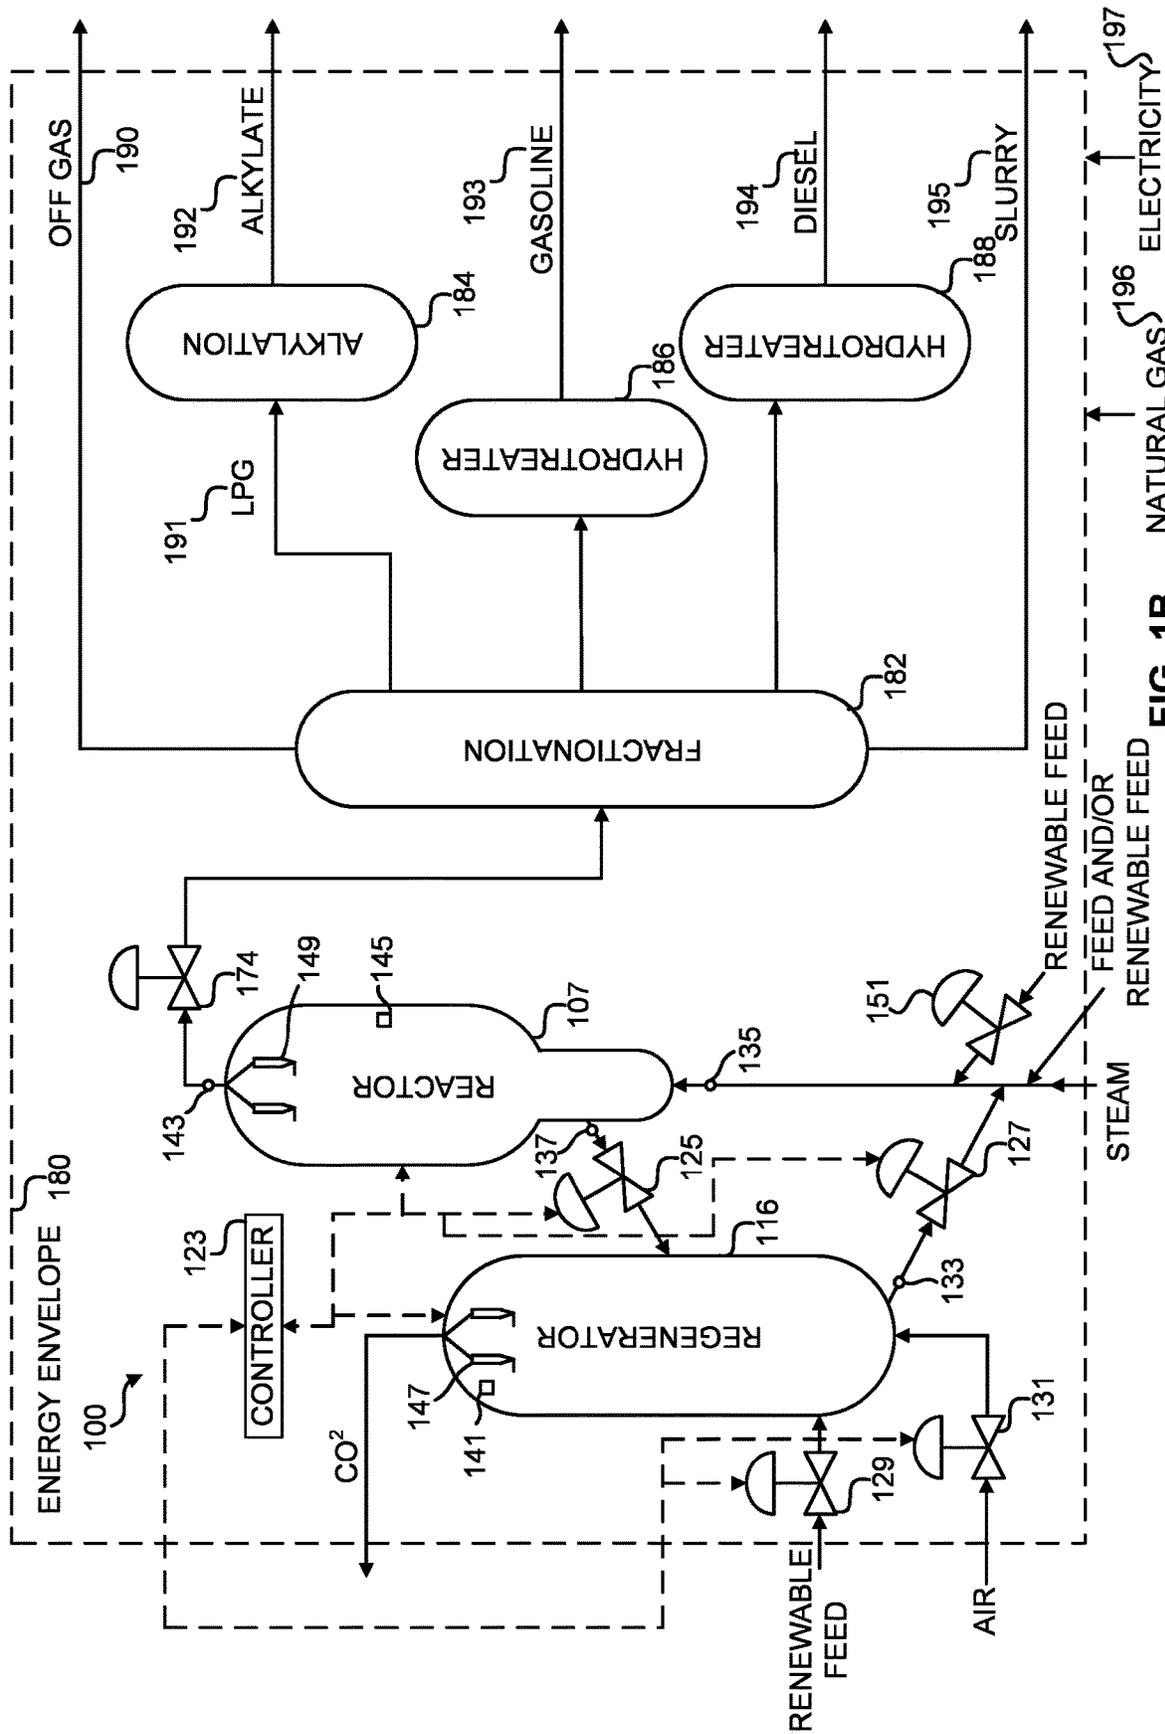 ENERGY ENVELOPE
180
100
123
CONTROLLER
CO²
147
141
REGENERATOR
116
RENEWABLE
FEED
129
AIR
131
133
127
125
137
143
REACTOR
149
145
107
174
135
151
STEAM
RENEWABLE FEED
FEED AND/OR
RENEWABLE FEED
FRACTIONATION
182
OFF GAS
190
191
LPG
ALKYLATION
184
192
ALKYLATE
HYDROTREATER
186
193
GASOLINE
HYDROTREATER
188
194
DIESEL
195
SLURRY
NATURAL GAS
196
ELECTRICITY
197
FIG. 1B